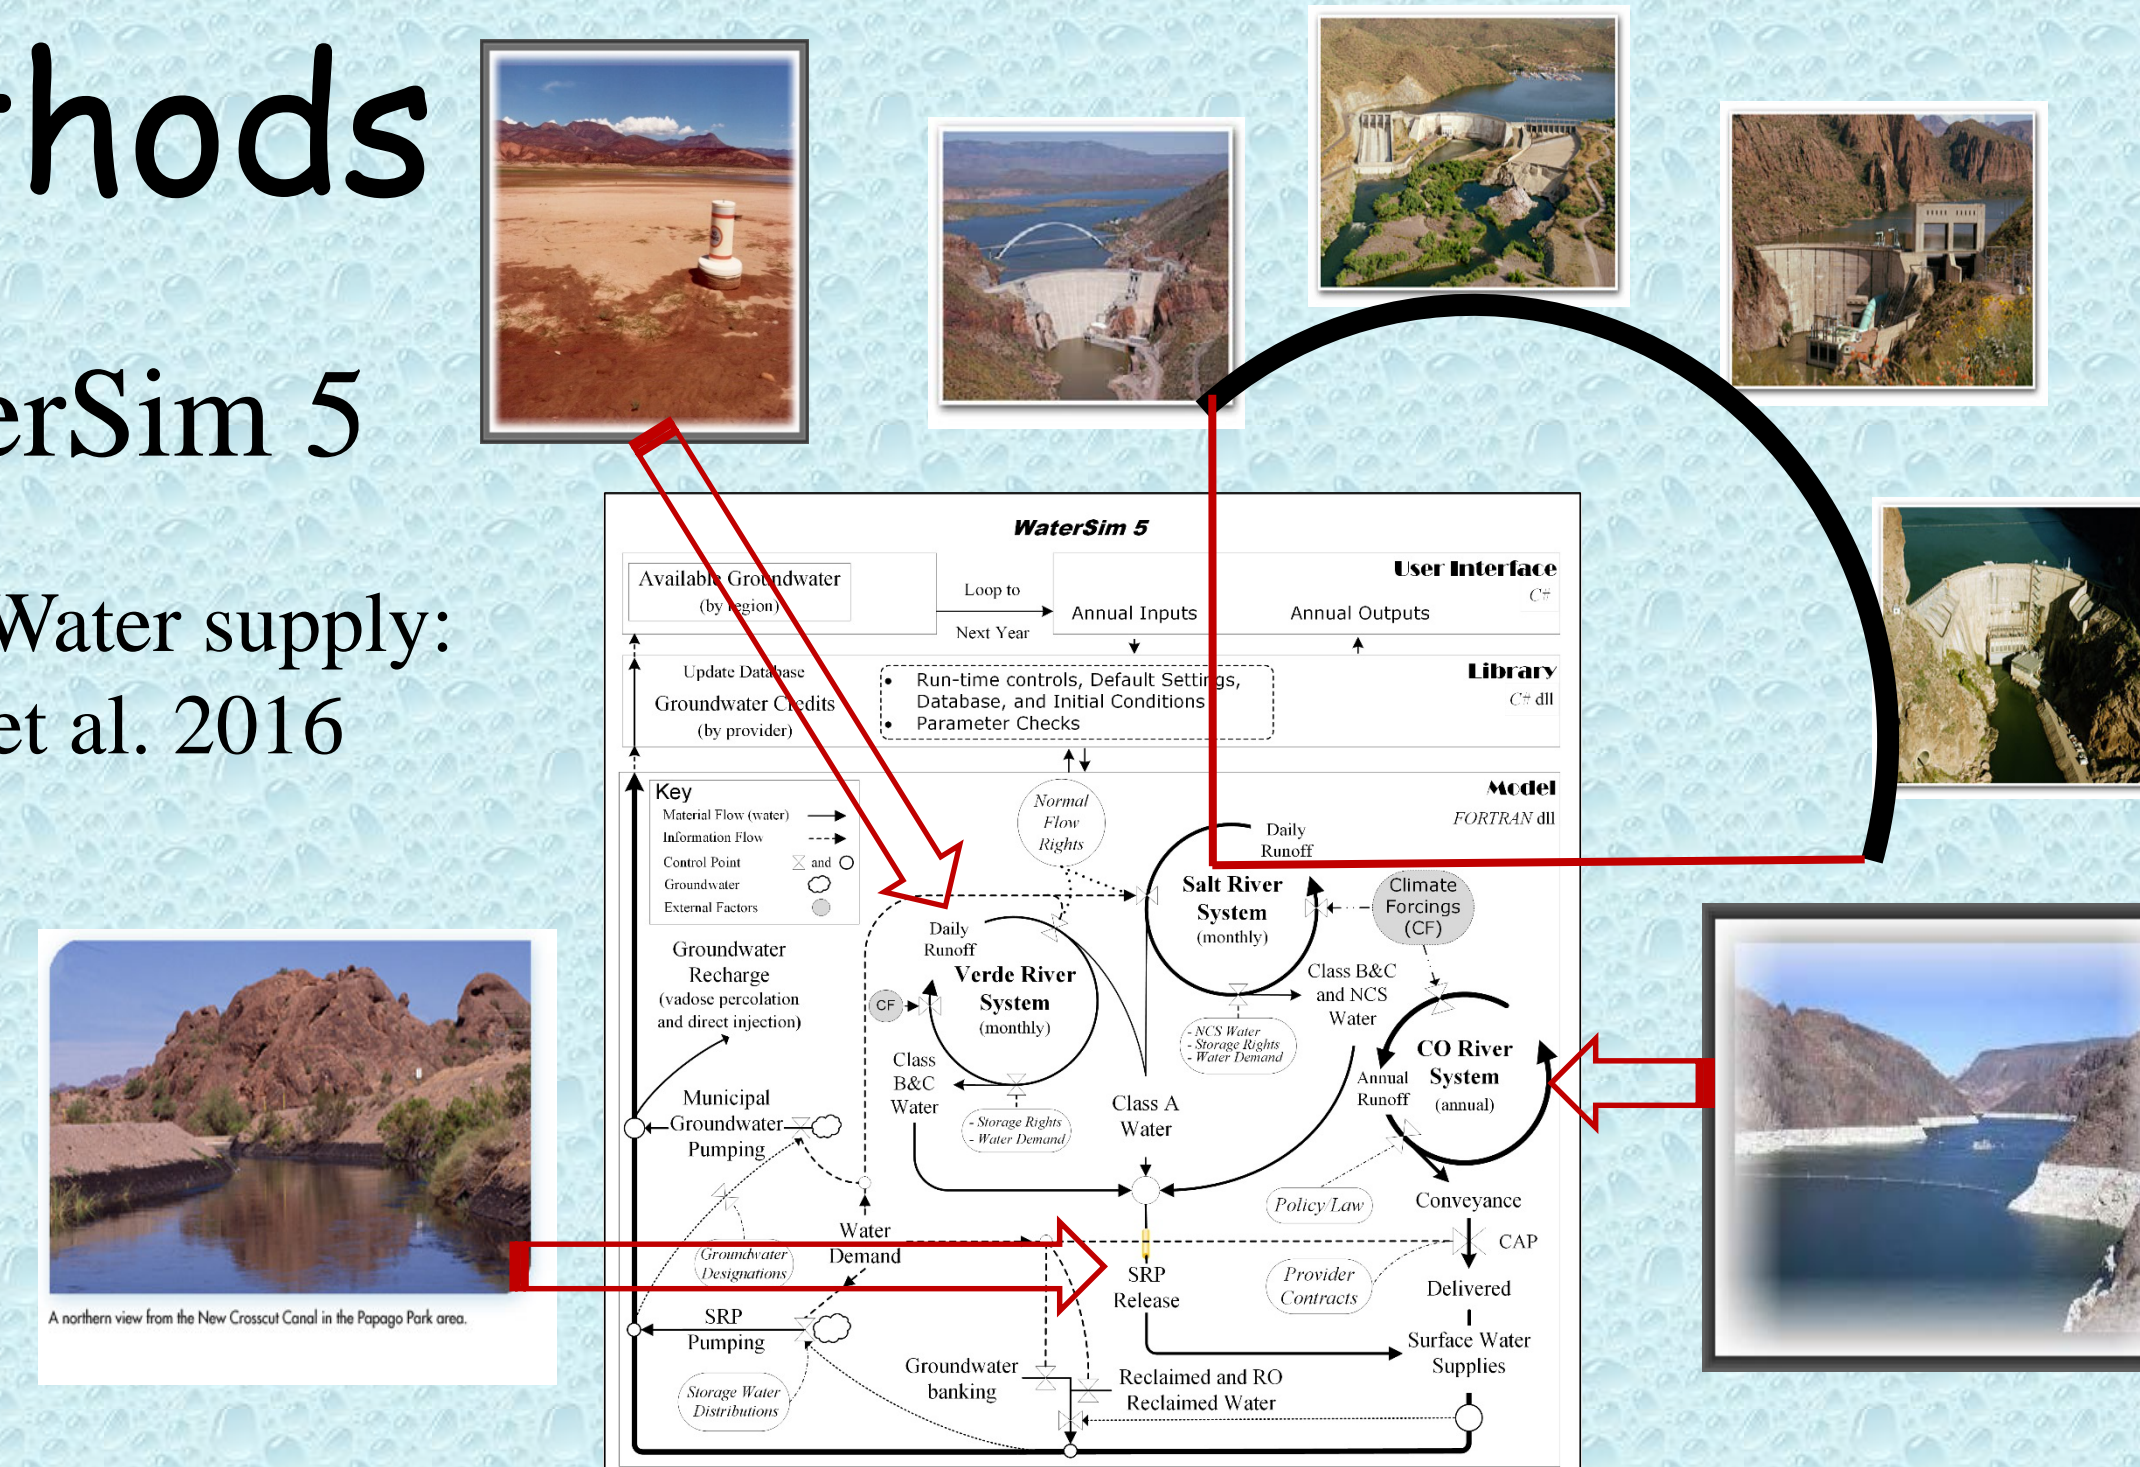 hods
erSim 5
Water supply:
et al. 2016
WaterSim 5
Available Groundwater
(by region)
Loop to
Next Year
User Interface
C#
Annual Inputs
Annual Outputs
Update Database
Groundwater Credits
(by provider)
• Run-time controls, Default Settings,
Database, and Initial Conditions
• Parameter Checks
Library
C# dll
Key
Material Flow (water)
Information Flow
Control Point
and
Groundwater
External Factors
Normal
Flow
Rights
Model
FORTRAN dll
Daily
Runoff
Salt River
System
(monthly)
Climate
Forcings
(CF)
Daily
Runoff
Verde River
System
(monthly)
CF
Groundwater
Recharge
(vadose percolation
and direct injection)
Class B&C
and NCS
Water
- NCS Water
- Storage Rights
- Water Demand
CO River
System
(annual)
Annual
Runoff
Class
B&C
Water
- Storage Rights
- Water Demand
Class A
Water
Municipal
Groundwater
Pumping
Policy/Law
Conveyance
CAP
Water
Demand
Groundwater
Designations
SRP
Release
Provider
Contracts
Delivered
SRP
Pumping
Surface Water
Supplies
Groundwater
banking
Reclaimed and RO
Reclaimed Water
Storage Water
Distributions
A northern view from the New Crosscut Canal in the Papago Park area.